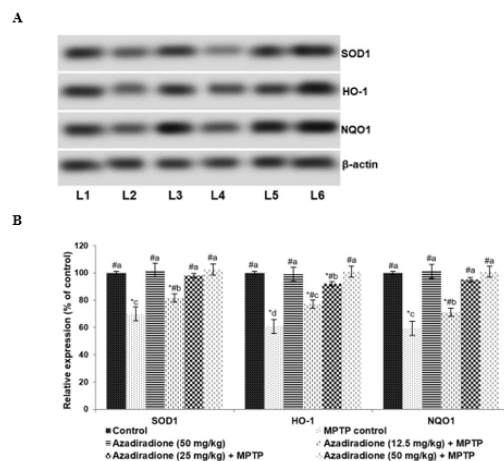 A
SOD1
HO-1
NQO1
β-actin
L1 L2 L3 L4 L5 L6
B
Relative expression (% of control)
120
100
80
60
40
20
0
#a *c #a *#b #a #a
#a *d #a *#c *#b #a
#a *c #a *#b #a #a
SOD1 HO-1 NQO1
Control MPTP control
Azadiradione (50 mg/kg) Azadiradione (12.5 mg/kg) + MPTP
Azadiradione (25 mg/kg) + MPTP Azadiradione (50 mg/kg) + MPTP